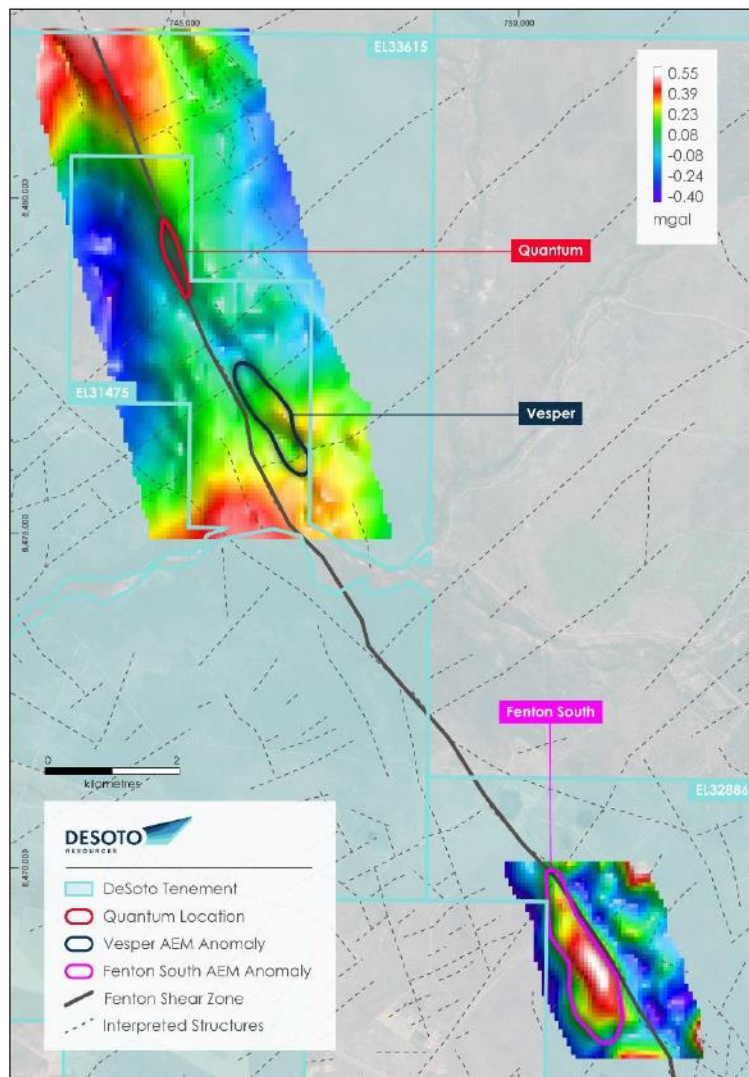 745,000
750,000
EL33615
0.55
0.39
0.23
0.08
-0.08
-0.24
-0.40
mgal
8,480,000
Quantum
EL31475
Vesper
8,475,000
Fenton South
0 2
kilometres
EL32886
8,470,000
DESOTO
RESOURCES
DeSoto Tenement
Quantum Location
Vesper AEM Anomaly
Fenton South AEM Anomaly
Fenton Shear Zone
Interpreted Structures